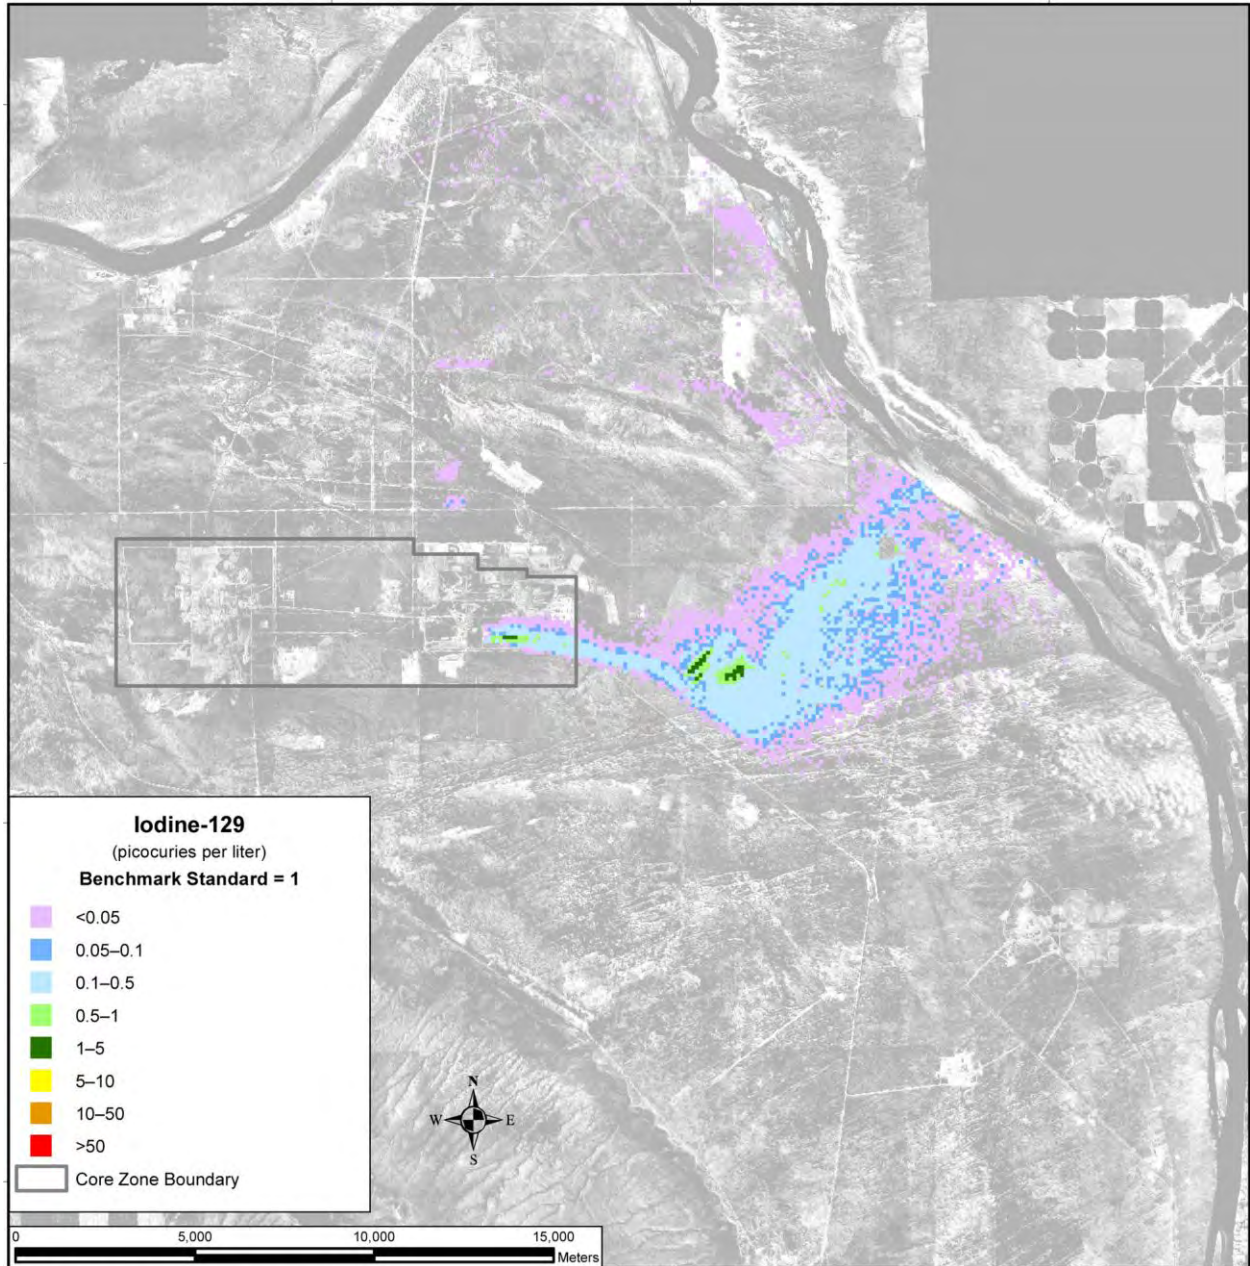 Iodine-129
(picocuries per liter)
Benchmark Standard = 1
<0.05
0.05–0.1
0.1–0.5
0.5–1
1–5
5–10
10–50
>50
Core Zone Boundary
N
W E
S
0 5,000 10,000 15,000
Meters